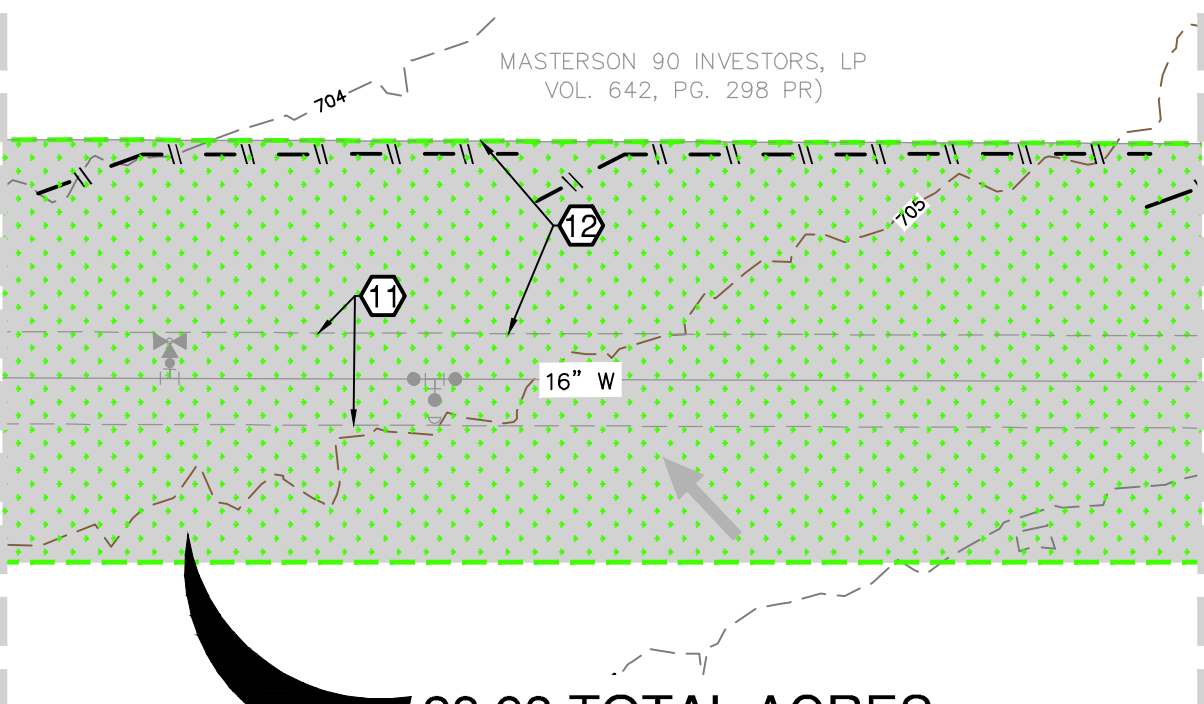 MASTERSON 90 INVESTORS, LP
VOL. 642, PG. 298 PR)
704
705
12
11
16" W
TOTAL ACRES